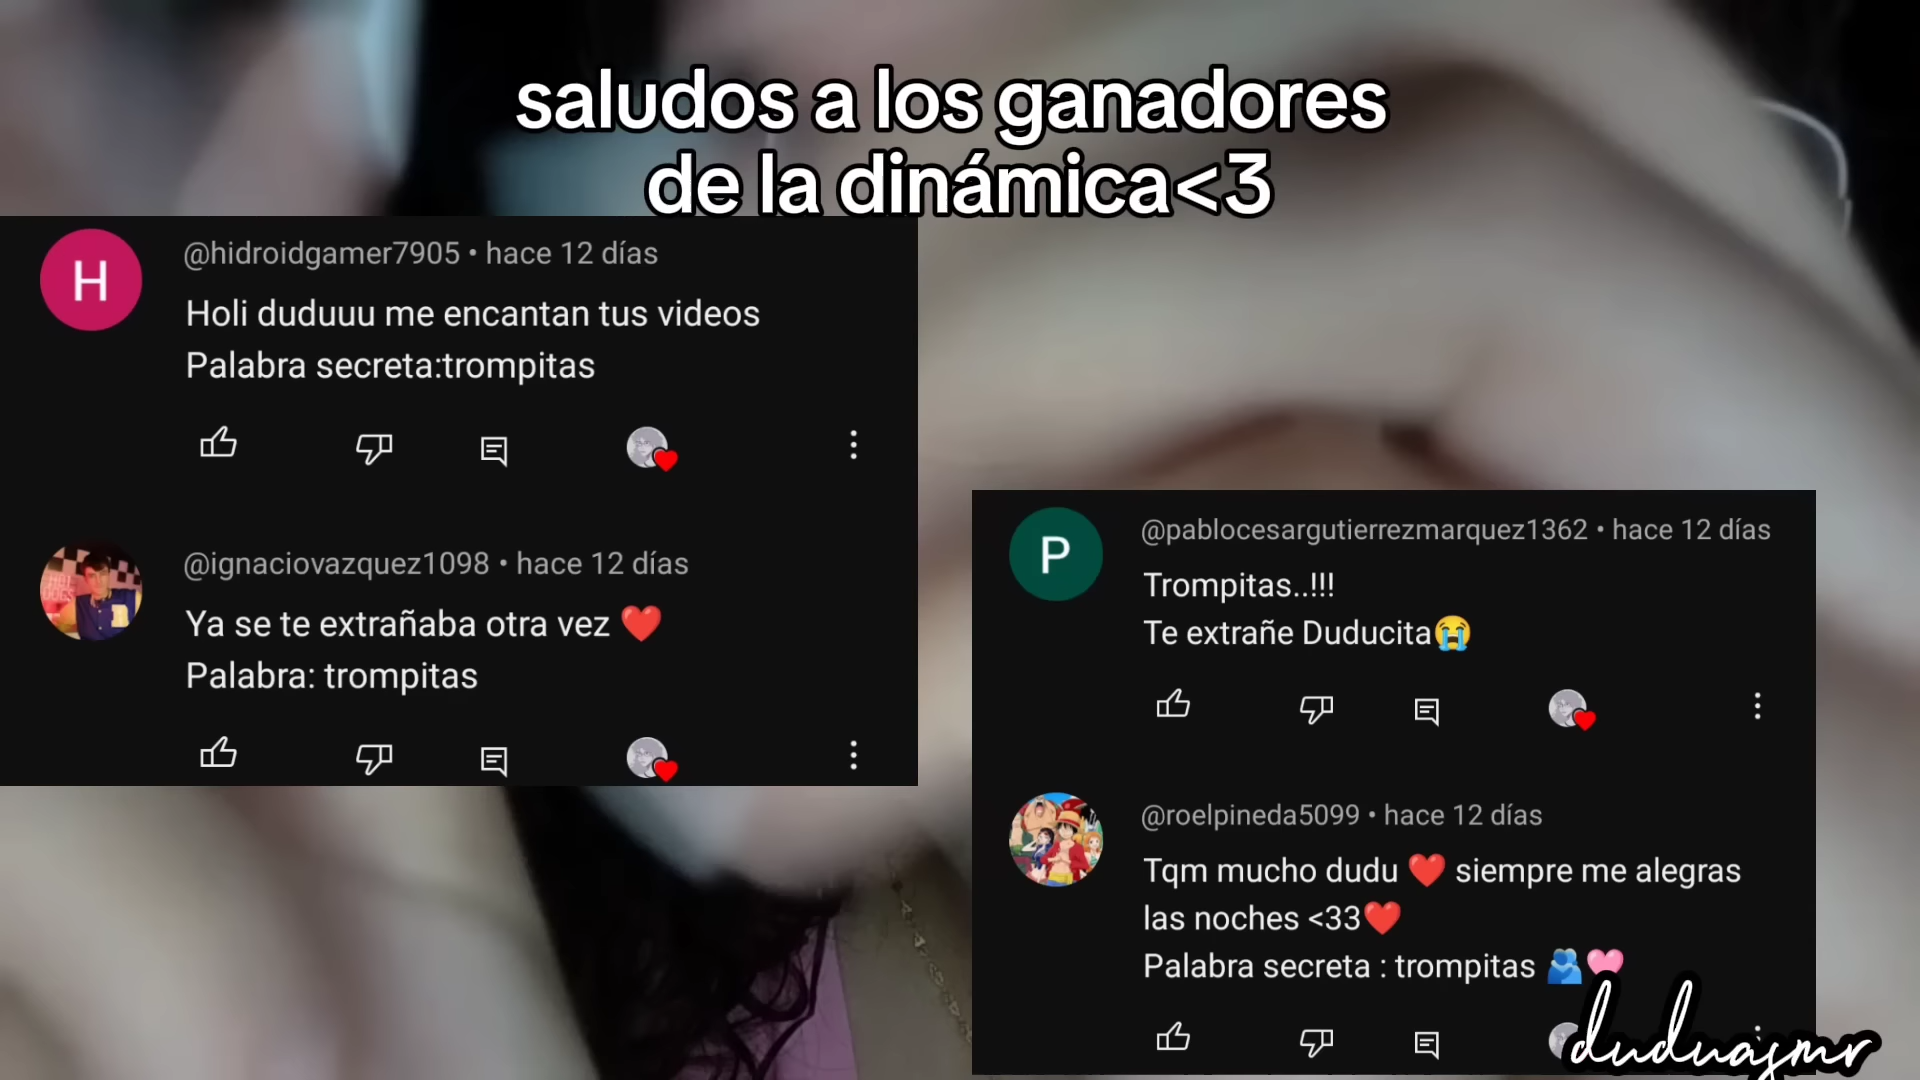 saludos a los ganadores
de la dinámica<3
H
@hidroidgamer7905 • hace 12 días
Holi duduuu me encantan tus videos
Palabra secreta:trompitas
@ignaciovazquez1098 • hace 12 días
Ya se te extrañaba otra vez ❤️
Palabra: trompitas
P
@pablocesargutierrezmarquez1362 • hace 12 días
Trompitas..!!!
Te extrañe Duducita😭
@roelpineda5099 • hace 12 días
Tqm mucho dudu ❤️ siempre me alegras
las noches <33❤️
Palabra secreta : trompitas 🫂🩷
duduasmr